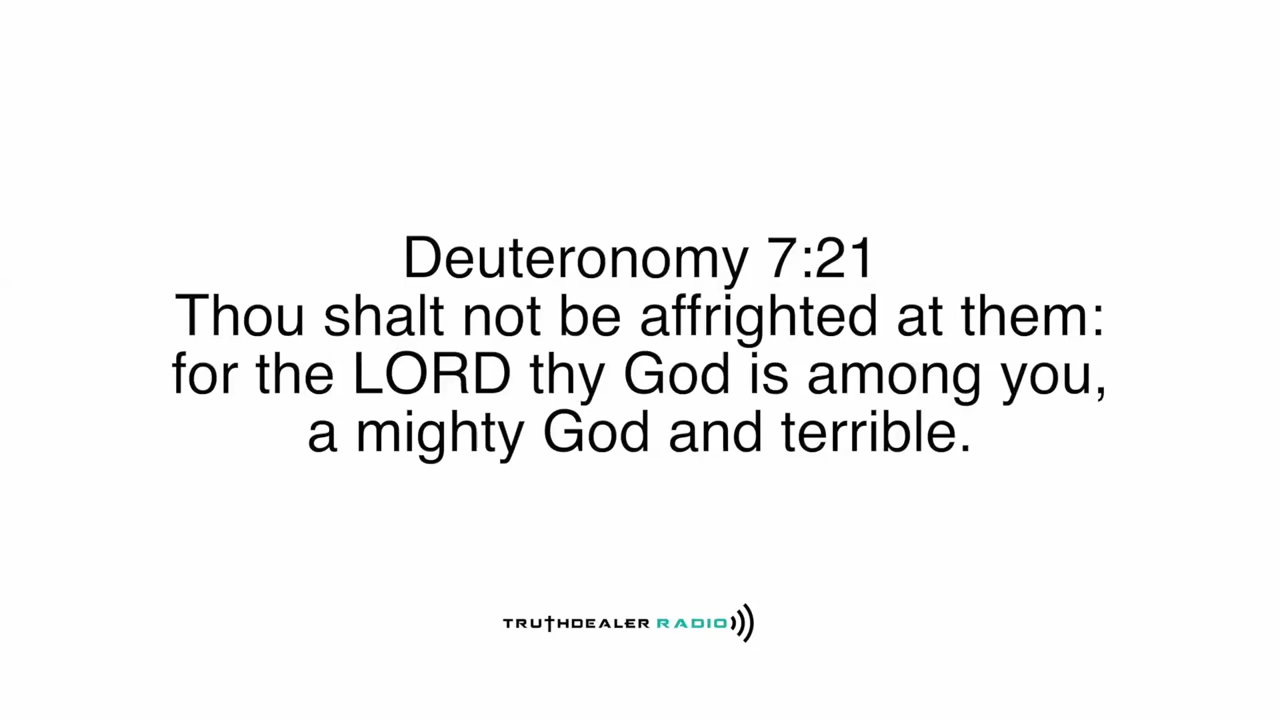 Deuteronomy 7:21
Thou shalt not be affrighted at them:
for the LORD thy God is among you,
a mighty God and terrible.
TRUTHDEALER RADIO